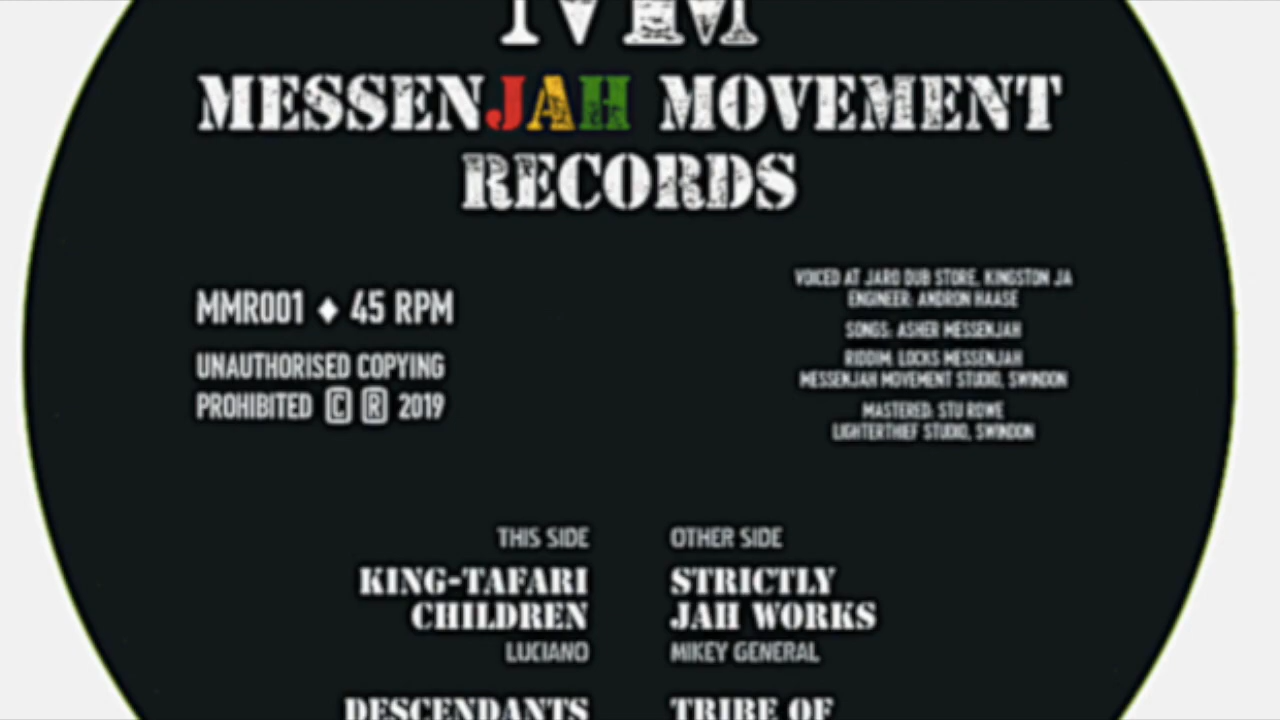 MM
MESSENJAH MOVEMENT
RECORDS
MMR001 ♦ 45 RPM
UNAUTHORISED COPYING
PROHIBITED C R 2019
VOICED AT JARO DUB STORE, KINGSTON JA
ENGINEER: ANDRON HAASE
SONGS: ASHER MESSENJAH
RIDDIM: LOCKS MESSENJAH
MESSENJAH MOVEMENT STUDIO, SWINDON
MASTERED: STU ROWE
LIGHTERTHIEF STUDIO, SWINDON
THIS SIDE
KING-TAFARI
CHILDREN
LUCIANO
DESCENDANTS
OTHER SIDE
STRICTLY
JAH WORKS
MIKEY GENERAL
TRIBE OF